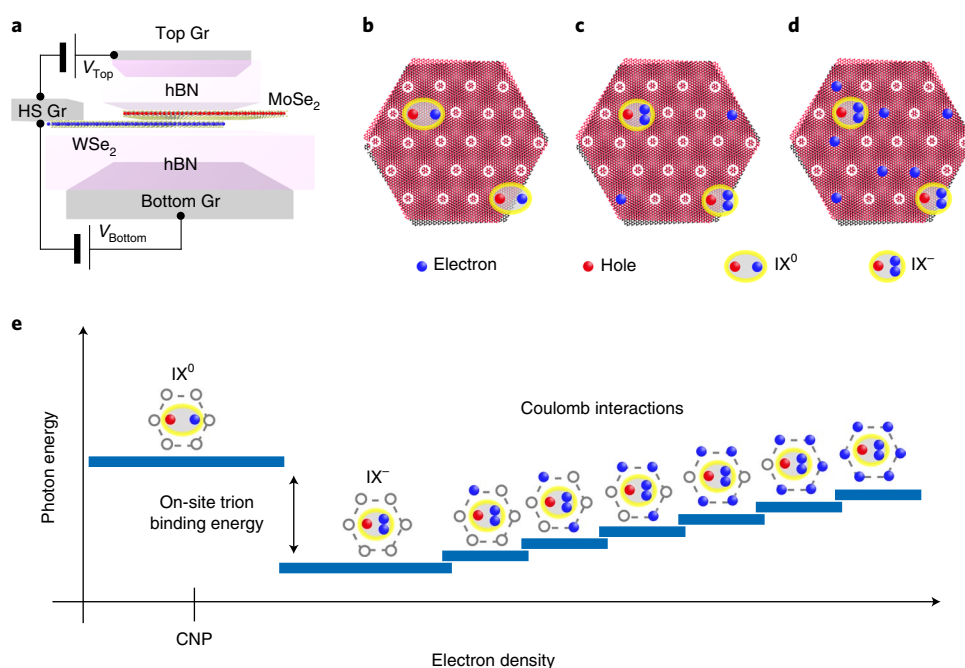 a
Top Gr
V_Top
hBN
MoSe₂
HS Gr
WSe₂
hBN
Bottom Gr
V_Bottom
b
c
d
Electron
Hole
IX⁰
IX⁻
e
Photon energy
IX⁰
Coulomb interactions
On-site trion
binding energy
IX⁻
CNP
Electron density